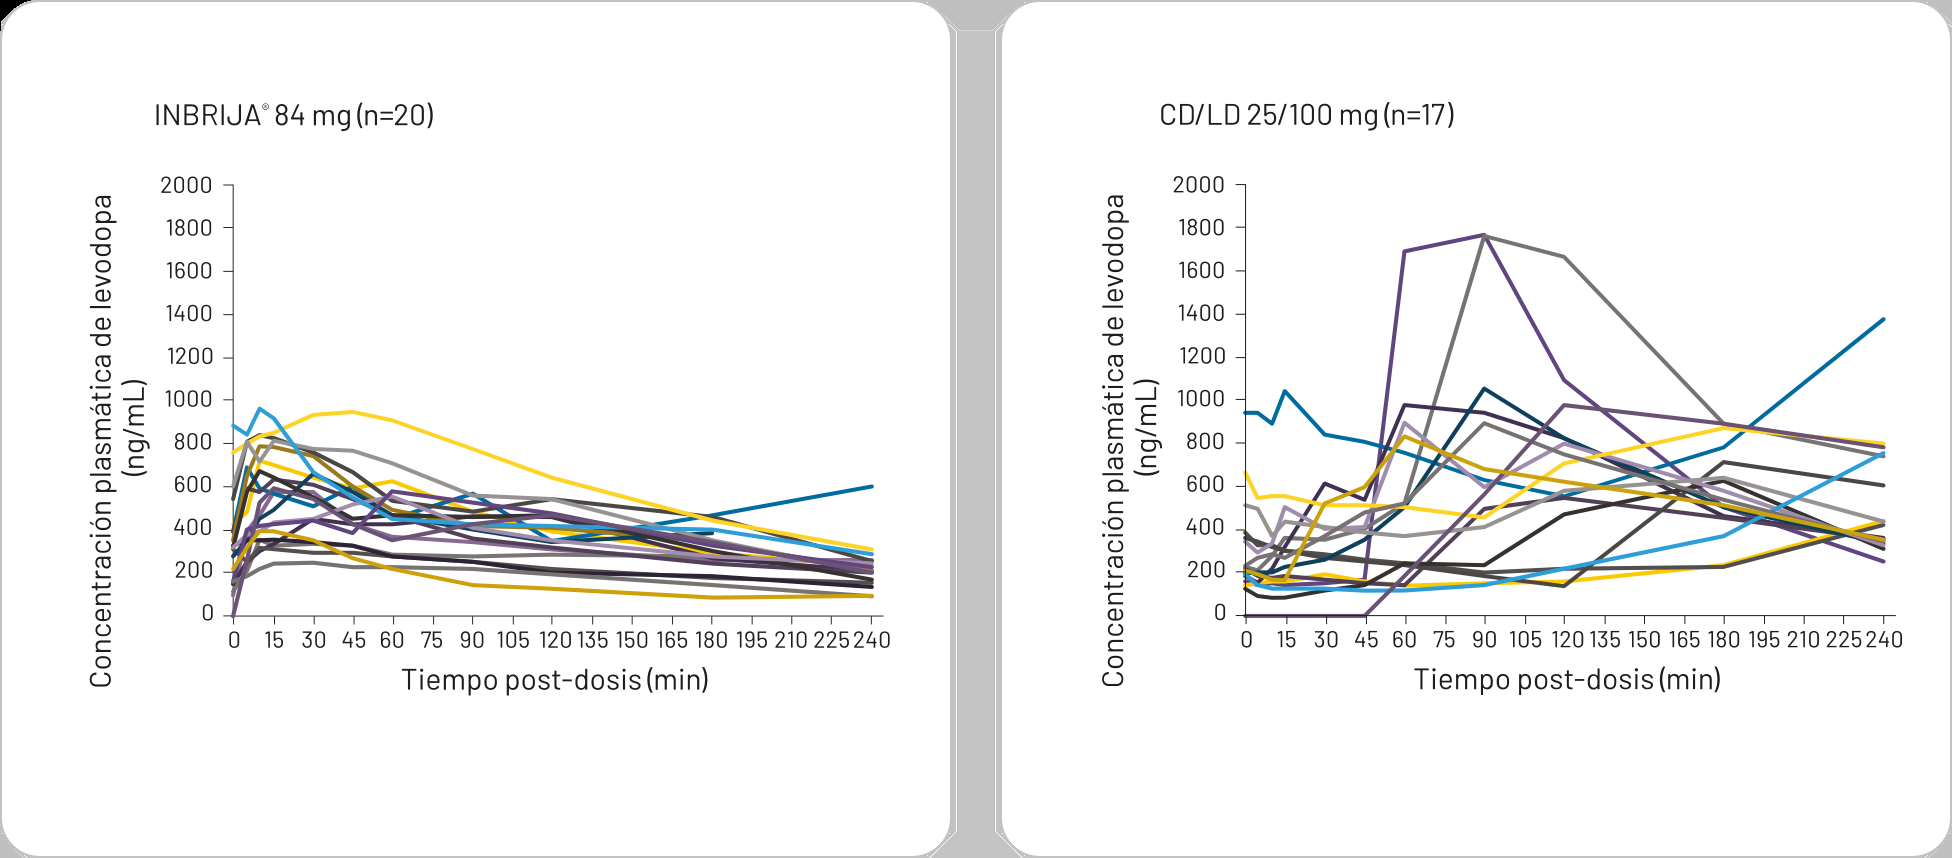 INBRIJA® 84 mg (n=20)
Concentración plasmática de levodopa
(ng/mL)
2000
1800
1600
1400
1200
1000
800
600
400
200
0
0 15 30 45 60 75 90 105 120 135 150 165 180 195 210 225 240
Tiempo post-dosis (min)
CD/LD 25/100 mg (n=17)
Concentración plasmática de levodopa
(ng/mL)
2000
1800
1600
1400
1200
1000
800
600
400
200
0
0 15 30 45 60 75 90 105 120 135 150 165 180 195 210 225 240
Tiempo post-dosis (min)